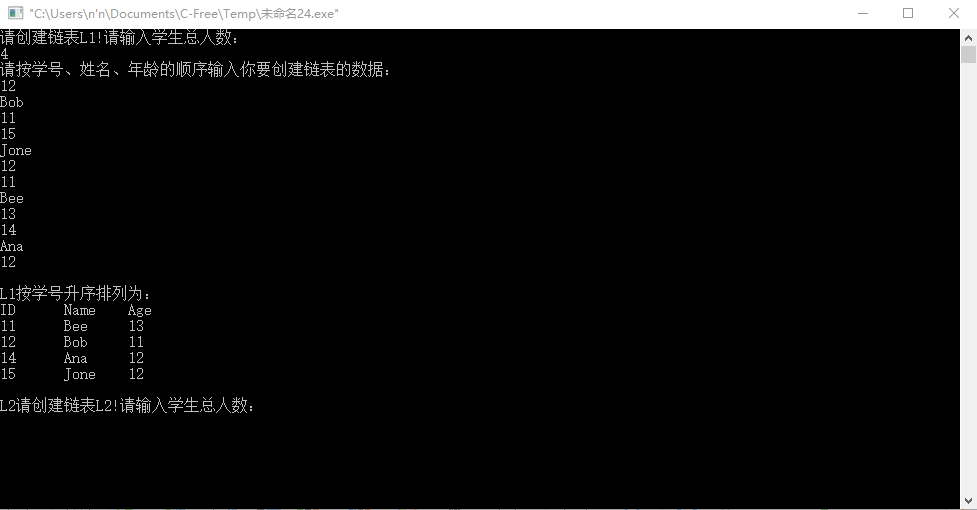 "C:\Users\n'n\Documents\C-Free\Temp\未命名24.exe"
请创建链表L1!请输入学生总人数：
4
请按学号、姓名、年龄的顺序输入你要创建链表的数据：
12
Bob
11
15
Jone
12
11
Bee
13
14
Ana
12
L1按学号升序排列为：
ID Name Age
11 Bee 13
12 Bob 11
14 Ana 12
15 Jone 12
L2请创建链表L2!请输入学生总人数：